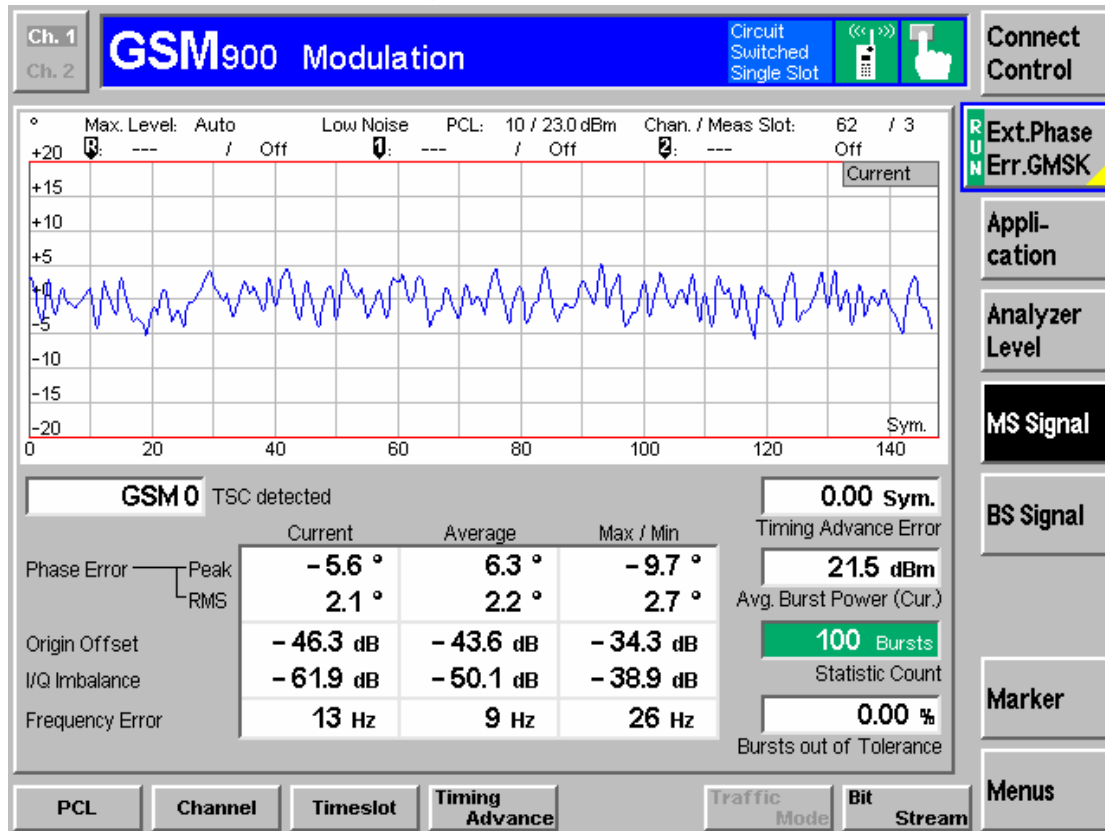 Ch. 1
Ch. 2
GSM900 Modulation
Circuit
Switched
Single Slot
Connect
Control
° Max. Level: Auto Low Noise PCL: 10 / 23.0 dBm Chan. / Meas Slot: 62 / 3
R: --- / Off 1: --- / Off 2: --- Off
Current
+20
+15
+10
+5
+0
-5
-10
-15
-20
Sym.
0 20 40 60 80 100 120 140
RUN
Ext.Phase
Err.GMSK
Appli-
cation
Analyzer
Level
MS Signal
BS Signal
Marker
Menus
GSM 0 TSC detected
Current Average Max / Min
Phase Error Peak - 5.6 ° 6.3 ° - 9.7 °
RMS 2.1 ° 2.2 ° 2.7 °
Origin Offset - 46.3 dB - 43.6 dB - 34.3 dB
I/Q Imbalance - 61.9 dB - 50.1 dB - 38.9 dB
Frequency Error 13 Hz 9 Hz 26 Hz
0.00 Sym.
Timing Advance Error
21.5 dBm
Avg. Burst Power (Cur.)
100 Bursts
Statistic Count
0.00 %
Bursts out of Tolerance
PCL
Channel
Timeslot
Timing
Advance
Traffic
Mode
Bit
Stream